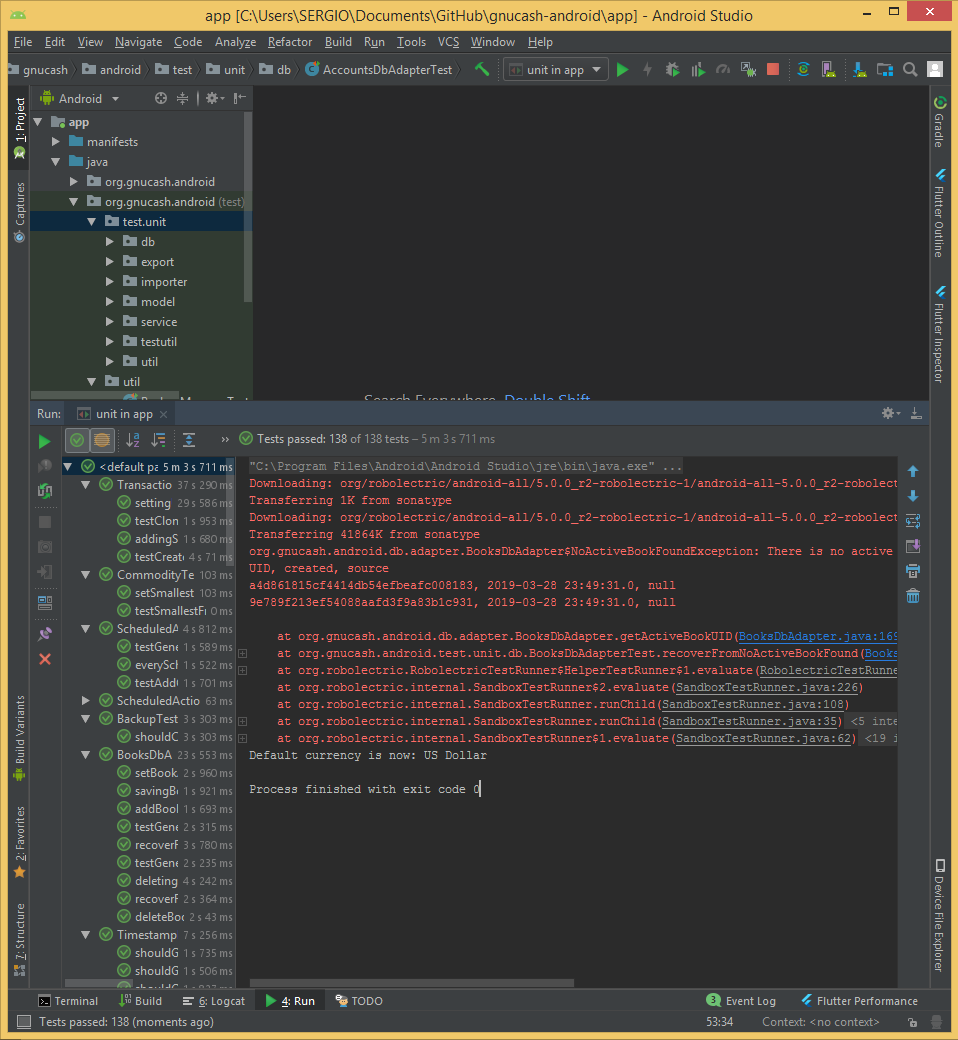 app [C:\Users\SERGIO\Documents\GitHub\gnucash-android\app] - Android Studio
File Edit View Navigate Code Analyze Refactor Build Run Tools VCS Window Help
gnucash android test unit db AccountsDbAdapterTest unit in app
1: Project
Captures
Build Variants
2: Favorites
7: Structure
Android
app
manifests
java
org.gnucash.android
org.gnucash.android (test)
test.unit
db
export
importer
model
service
testutil
util
util
Search Everywhere Double Shift
Gradle
Flutter Outline
Flutter Inspector
Device File Explorer
Run: unit in app
Tests passed: 138 of 138 tests – 5 m 3 s 711 ms
<default pa 5 m 3 s 711 ms
Transactio 37 s 290 ms
setting 29 s 586 ms
testClon 1 s 953 ms
addingS 1 s 680 ms
testCreate 4 s 71 ms
CommodityTe 103 ms
setSmallest 103 ms
testSmallestFr 0 ms
ScheduledA 4 s 812 ms
testGene 1 s 589 ms
everySch 1 s 522 ms
testAdd 1 s 701 ms
ScheduledActio 63 ms
BackupTest 3 s 303 ms
shouldC 3 s 303 ms
BooksDbA 23 s 553 ms
setBook 2 s 960 ms
savingBo 1 s 921 ms
addBool 1 s 693 ms
testGene 2 s 315 ms
recoverF 3 s 780 ms
testGene 2 s 235 ms
deleting 4 s 242 ms
recoverF 2 s 364 ms
deleteBoo 2 s 43 ms
Timestamp 7 s 256 ms
shouldG 1 s 735 ms
shouldG 1 s 506 ms
"C:\Program Files\Android\Android Studio\jre\bin\java.exe" ...
Downloading: org/robolectric/android-all/5.0.0_r2-robolectric-1/android-all-5.0.0_r2-robolect
Transferring 1K from sonatype
Downloading: org/robolectric/android-all/5.0.0_r2-robolectric-1/android-all-5.0.0_r2-robolect
Transferring 41864K from sonatype
org.gnucash.android.db.adapter.BooksDbAdapter$NoActiveBookFoundException: There is no active
UID, created, source
a4d861815cf4414db54efbeafc008183, 2019-03-28 23:49:31.0, null
9e789f213ef54088aafd3f9a83b1c931, 2019-03-28 23:49:31.0, null
at org.gnucash.android.db.adapter.BooksDbAdapter.getActiveBookUID(BooksDbAdapter.java:169
at org.gnucash.android.test.unit.db.BooksDbAdapterTest.recoverFromNoActiveBookFound(Books
at org.robolectric.RobolectricTestRunner$HelperTestRunner$1.evaluate(RobolectricTestRunne
at org.robolectric.internal.SandboxTestRunner$2.evaluate(SandboxTestRunner.java:226)
at org.robolectric.internal.SandboxTestRunner.runChild(SandboxTestRunner.java:108)
at org.robolectric.internal.SandboxTestRunner.runChild(SandboxTestRunner.java:35) <5 inte
at org.robolectric.internal.SandboxTestRunner$1.evaluate(SandboxTestRunner.java:62) <19 i
Default currency is now: US Dollar
Process finished with exit code 0
Terminal Build 6: Logcat 4: Run TODO 3 Event Log Flutter Performance
Tests passed: 138 (moments ago) 53:34 Context: <no context>